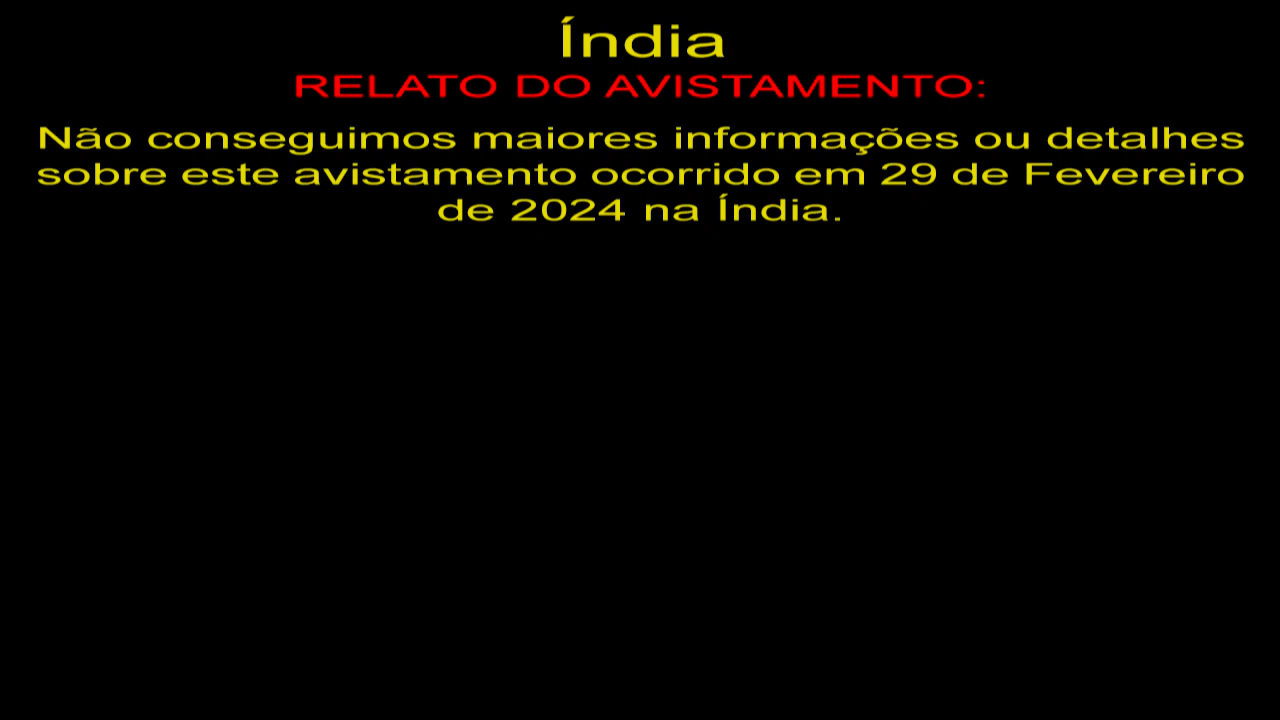 Índia
RELATO DO AVISTAMENTO:
Não conseguimos maiores informações ou detalhes
sobre este avistamento ocorrido em 29 de Fevereiro
de 2024 na Índia.